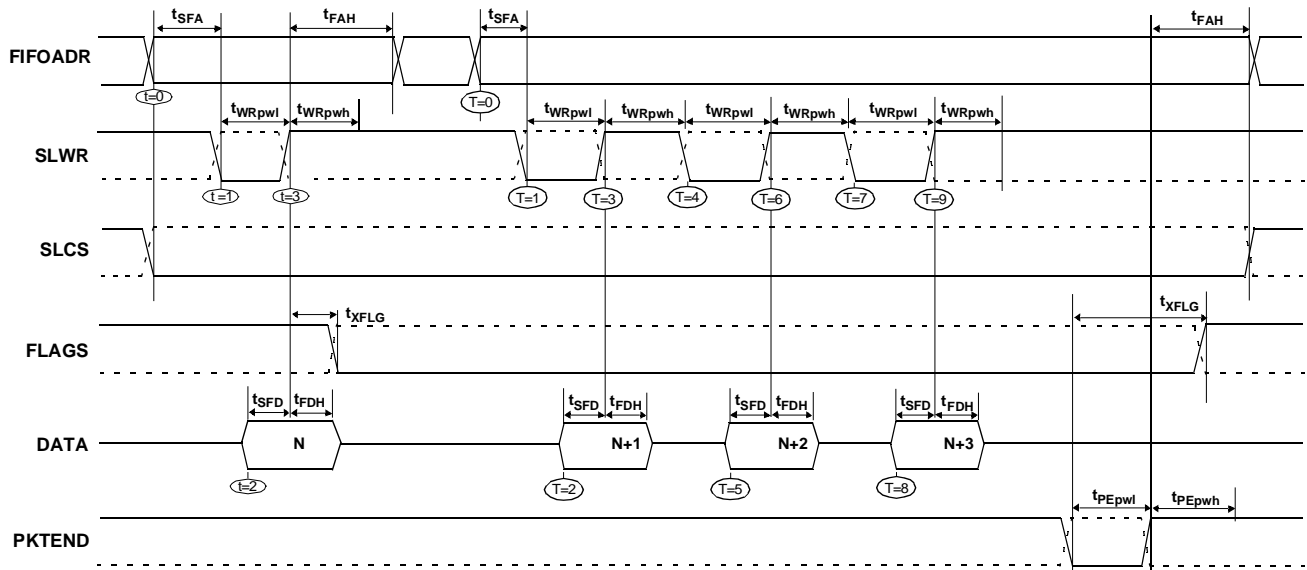 tSFA tFAH tSFA tFAH
FIFOADR
t=0 T=0
tWRpwl tWRpwh tWRpwl tWRpwh tWRpwl tWRpwh tWRpwl tWRpwh
SLWR
t=1 t=3 T=1 T=3 T=4 T=6 T=7 T=9
SLCS
tXFLG tXFLG
FLAGS
tSFD tFDH tSFD tFDH tSFD tFDH tSFD tFDH
DATA N N+1 N+2 N+3
t=2 T=2 T=5 T=8
tPEpwl tPEpwh
PKTEND